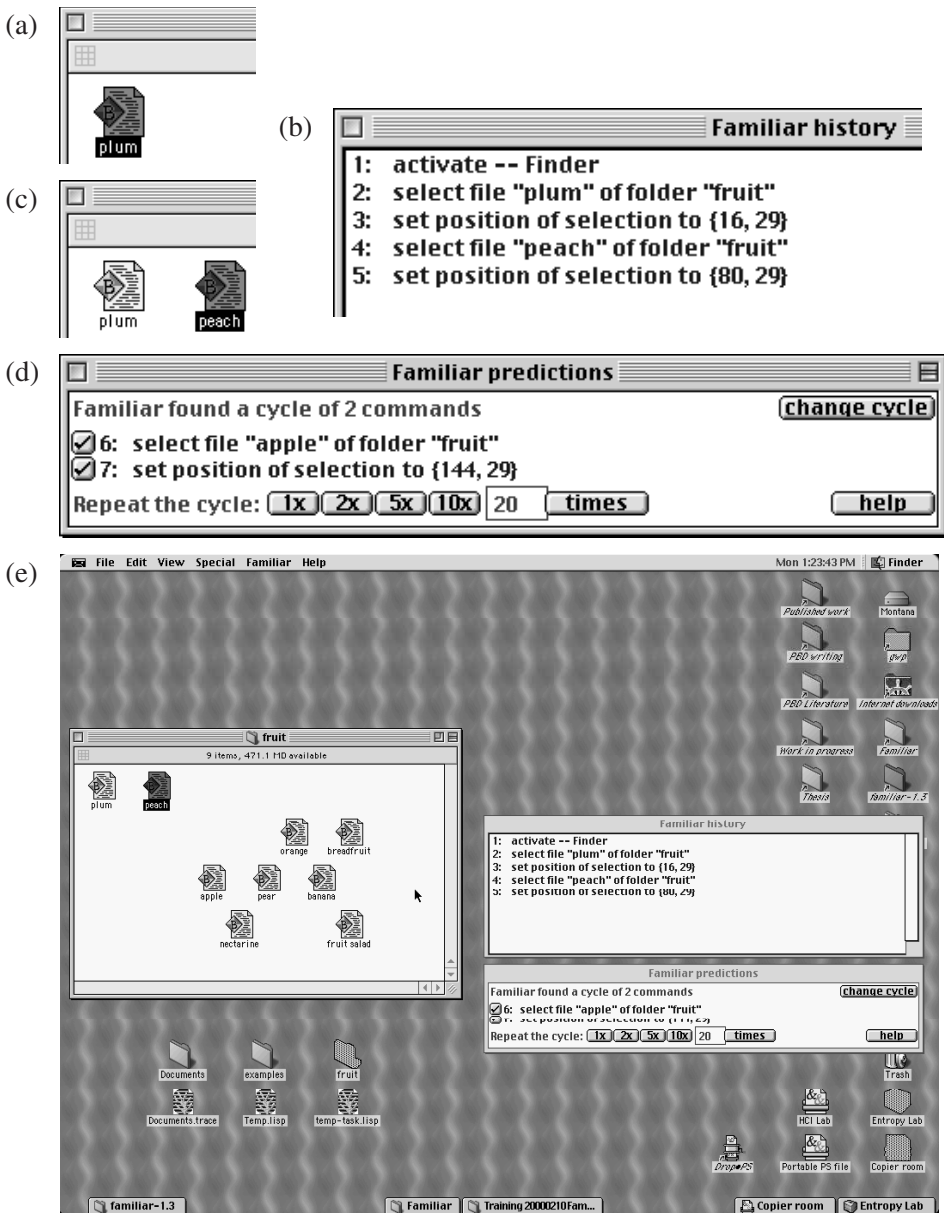 (a)
plum
(b)
Familiar history
1: activate -- Finder
2: select file "plum" of folder "fruit"
3: set position of selection to {16, 29}
4: select file "peach" of folder "fruit"
5: set position of selection to {80, 29}
(c)
plum peach
(d)
Familiar predictions
Familiar found a cycle of 2 commands change cycle
6: select file "apple" of folder "fruit"
7: set position of selection to {144, 29}
Repeat the cycle: 1x 2x 5x 10x 20 times help
(e)
File Edit View Special Familiar Help Mon 1:23:43 PM Finder
Published work Montana
PBD writing gwp
PBD Literature Internet downloads
Work in progress Familiar
Thesis familiar-1.3
fruit
9 items, 471.1 MB available
plum peach
orange breadfruit
apple pear banana
nectarine fruit salad
Familiar history
1: activate -- Finder
2: select file "plum" of folder "fruit"
3: set position of selection to {16, 29}
4: select file "peach" of folder "fruit"
5: set position of selection to {80, 29}
Familiar predictions
Familiar found a cycle of 2 commands change cycle
6: select file "apple" of folder "fruit"
Repeat the cycle: 1x 2x 5x 10x 20 times help
Documents examples fruit
Trash
Documents.trace Temp.lisp temp-task.lisp
HCI Lab Entropy Lab
Portable PS file Copier room
familiar-1.3 Familiar Training 20000210Fam... Copier room Entropy Lab